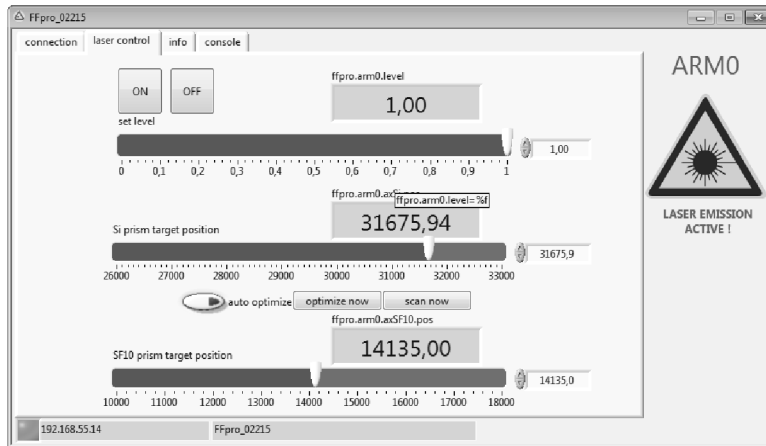 FFpro_02215
connection laser control info console
ARM0
ON OFF
ffpro.arm0.level
1,00
set level
1,00
0 0,1 0,2 0,3 0,4 0,5 0,6 0,7 0,8 0,9 1
ffpro.arm0.level=%f
31675,94
LASER EMISSION
ACTIVE !
Si prism target position
31675,9
26000 27000 28000 29000 30000 31000 32000 33000
auto optimize optimize now scan now
ffpro.arm0.axSF10.pos
14135,00
SF10 prism target position
14135,0
10000 11000 12000 13000 14000 15000 16000 17000 18000
192.168.55.14 FFpro_02215